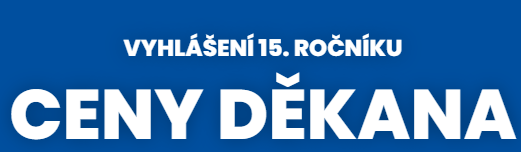 VYHLÁŠENÍ 15. ROČNÍKU
CENY DĚKANA